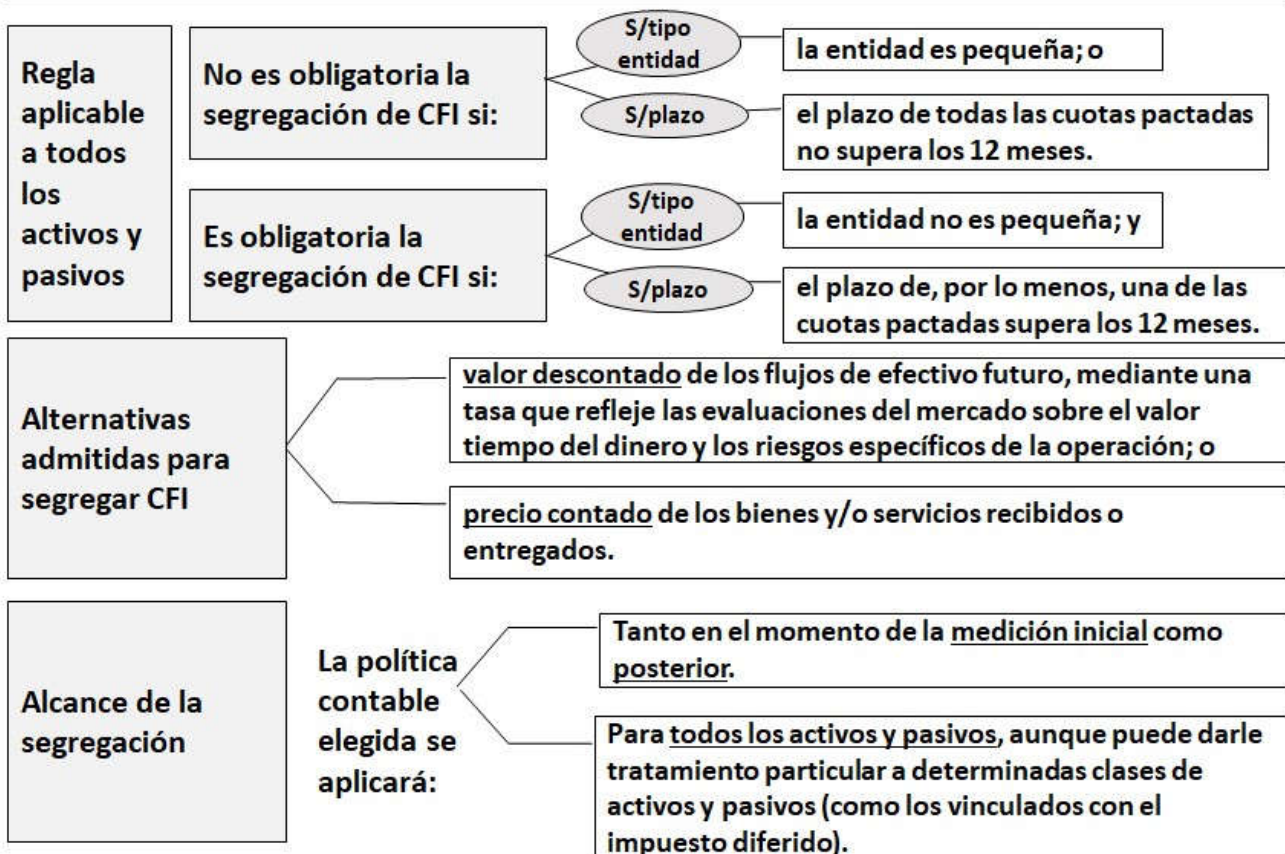 Regla
aplicable
a todos
los
activos y
pasivos
No es obligatoria la
segregación de CFI si:
S/tipo
entidad
la entidad es pequeña; o
S/plazo
el plazo de todas las cuotas pactadas
no supera los 12 meses.
Es obligatoria la
segregación de CFI si:
S/tipo
entidad
la entidad no es pequeña; y
S/plazo
el plazo de, por lo menos, una de las
cuotas pactadas supera los 12 meses.
Alternativas
admitidas para
segregar CFI
valor descontado de los flujos de efectivo futuro, mediante una
tasa que refleje las evaluaciones del mercado sobre el valor
tiempo del dinero y los riesgos específicos de la operación; o
precio contado de los bienes y/o servicios recibidos o
entregados.
Alcance de la
segregación
La política
contable
elegida se
aplicará:
Tanto en el momento de la medición inicial como
posterior.
Para todos los activos y pasivos, aunque puede darle
tratamiento particular a determinadas clases de
activos y pasivos (como los vinculados con el
impuesto diferido).